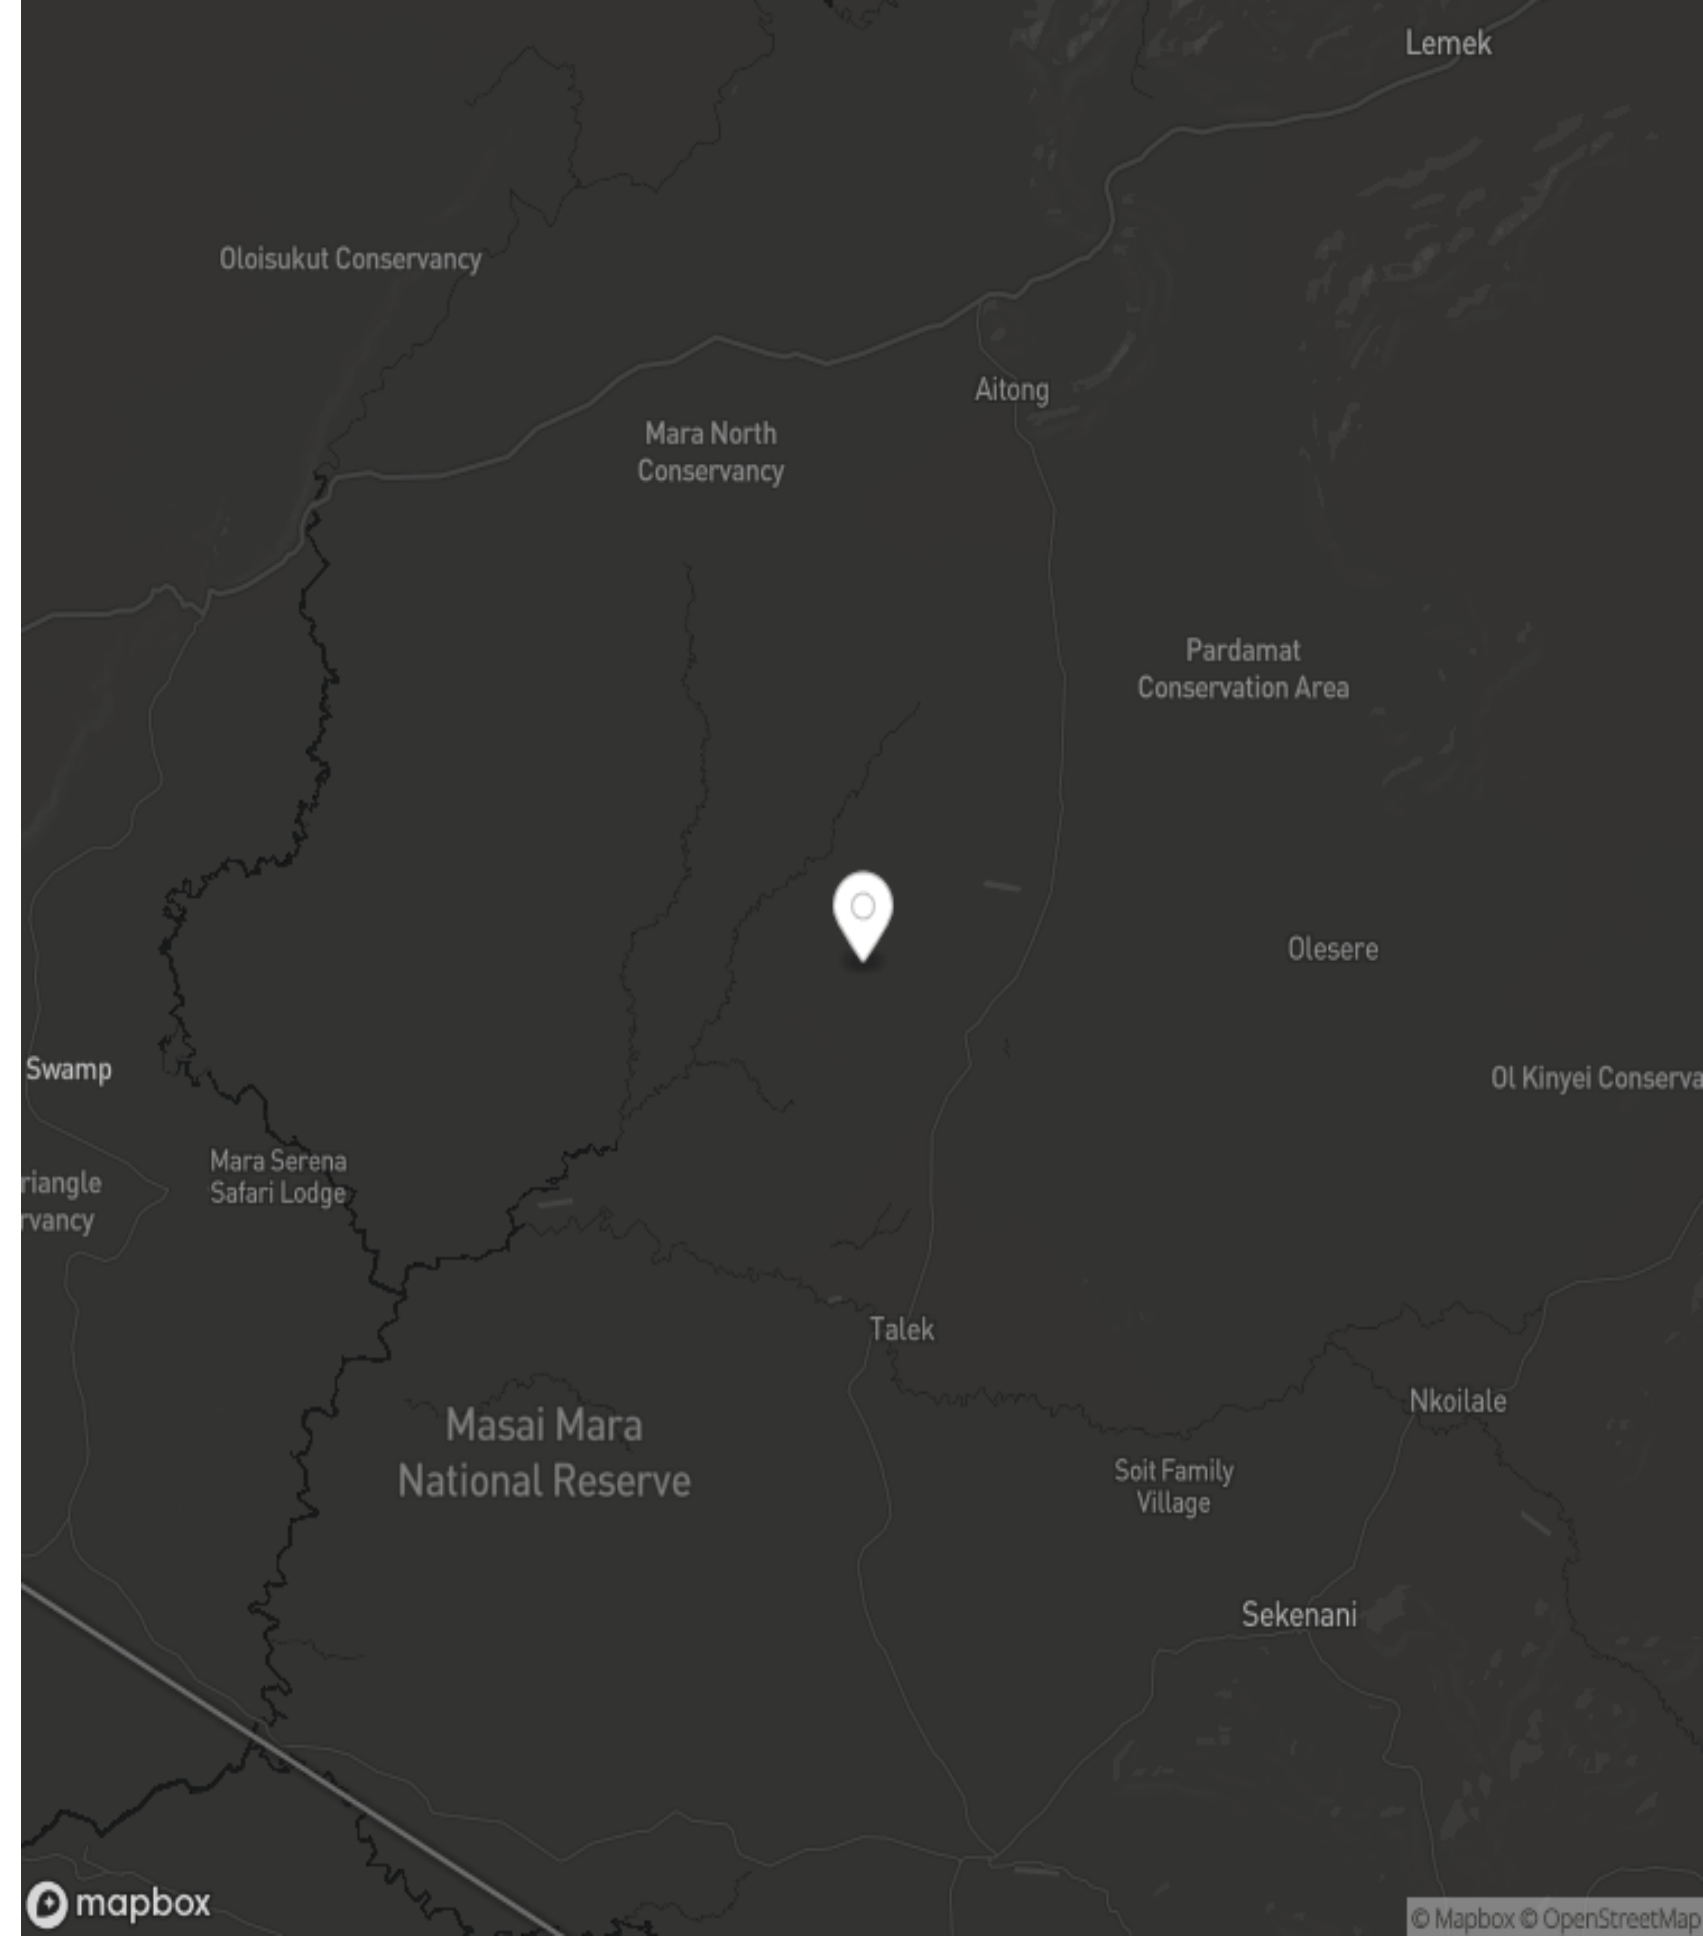 Lemek
Oloisukut Conservancy
Aitong
Mara North
Conservancy
Pardamat
Conservation Area
Olesere
Swamp
Ol Kinyei Conserva
Mara Serena
Safari Lodge
riangle
rvancy
Talek
Nkoilale
Masai Mara
National Reserve
Soit Family
Village
Sekenani
mapbox
© Mapbox © OpenStreetMap